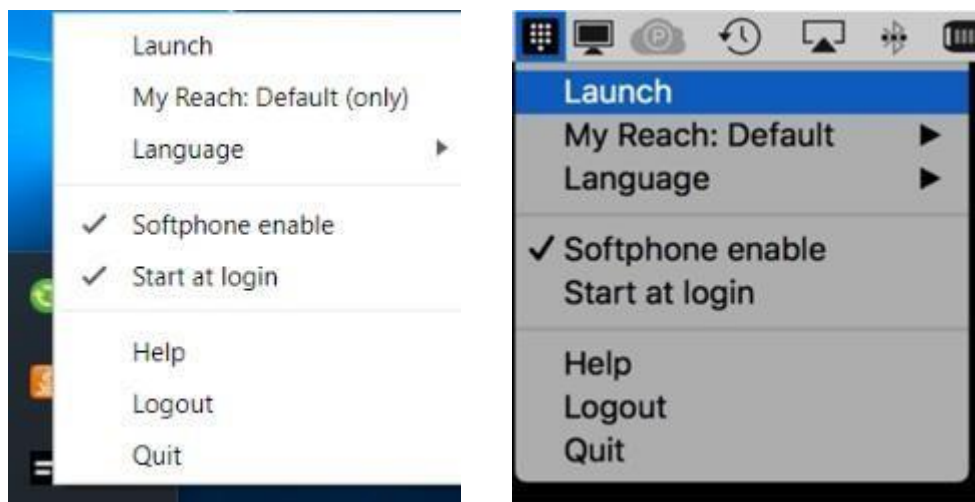 Launch
My Reach: Default (only)
Language
Softphone enable
Start at login
Help
Logout
Quit
Launch
My Reach: Default
Language
Softphone enable
Start at login
Help
Logout
Quit